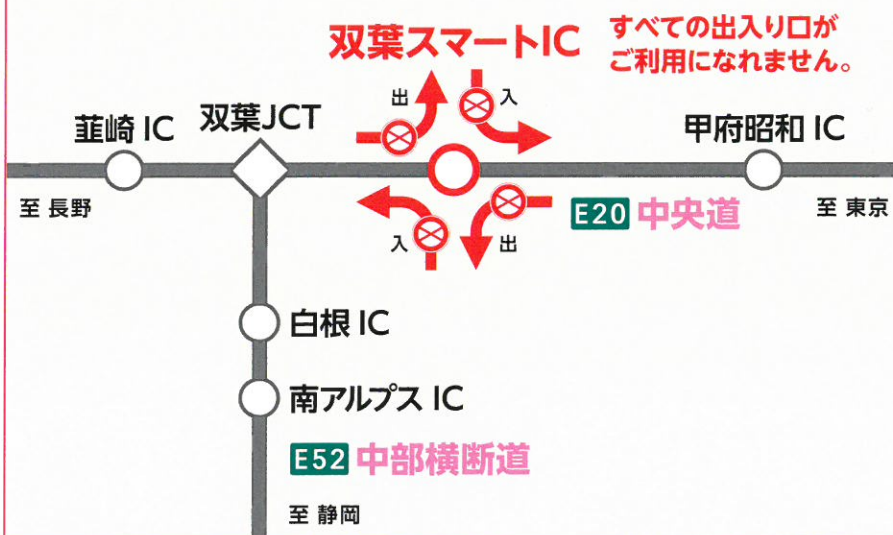 双葉スマートIC
すべての出入り口が
ご利用になれません。
出
入
韮崎 IC
双葉JCT
甲府昭和 IC
至 長野
入
出
E20 中央道
至 東京
白根 IC
南アルプス IC
E52 中部横断道
至 静岡